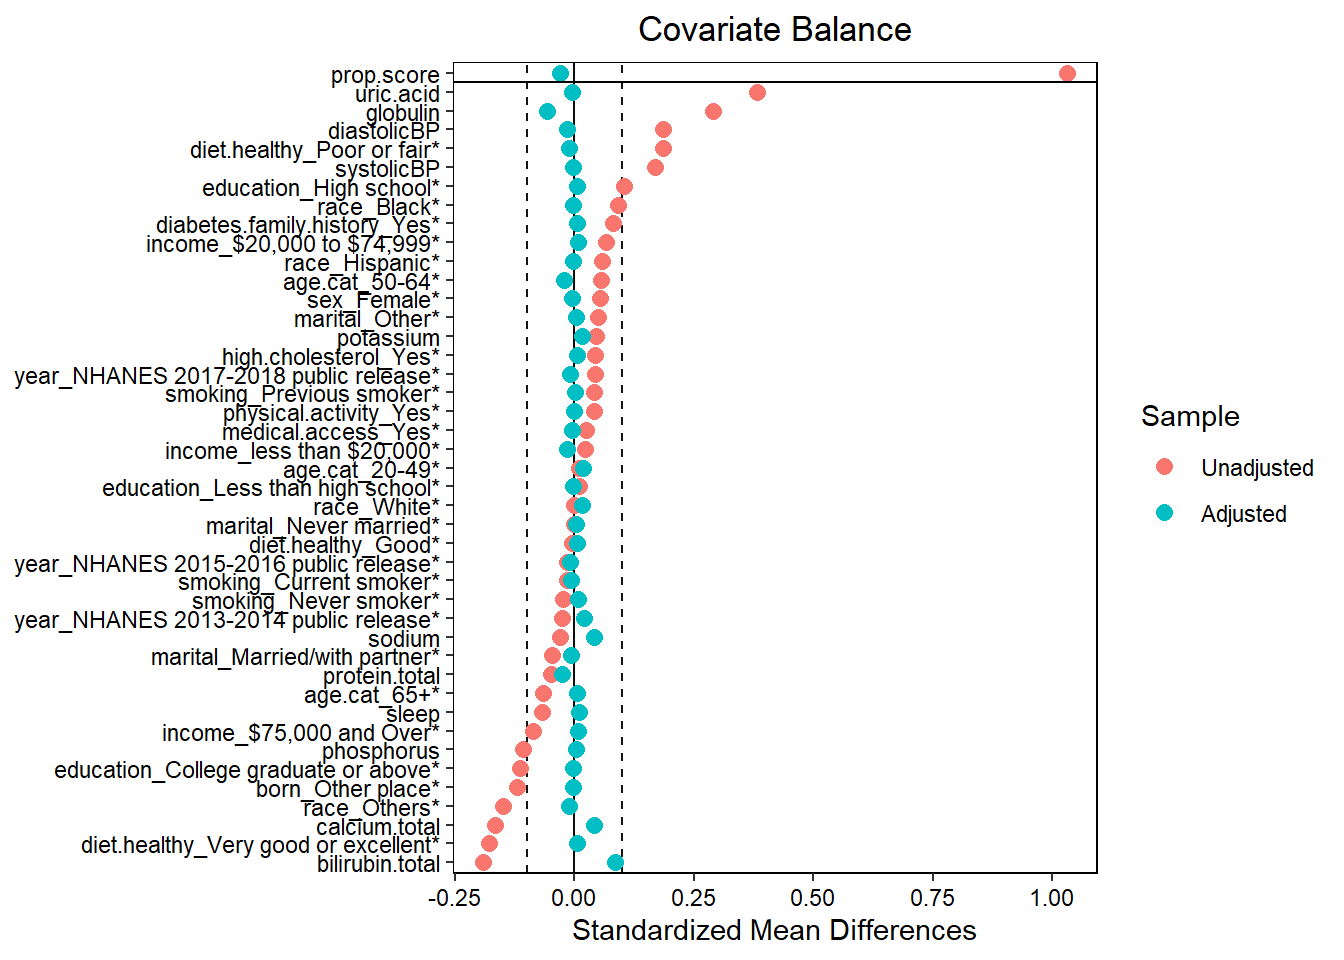 Covariate Balance
prop.score
uric.acid
globulin
diastolicBP
diet.healthy_Poor or fair*
systolicBP
education_High school*
race_Black*
diabetes.family.history_Yes*
income_$20,000 to $74,999*
race_Hispanic*
age.cat_50-64*
sex_Female*
marital_Other*
potassium
high.cholesterol_Yes*
year_NHANES 2017-2018 public release*
smoking_Previous smoker*
physical.activity_Yes*
medical.access_Yes*
income_less than $20,000*
age.cat_20-49*
education_Less than high school*
race_White*
marital_Never married*
diet.healthy_Good*
year_NHANES 2015-2016 public release*
smoking_Current smoker*
smoking_Never smoker*
year_NHANES 2013-2014 public release*
sodium
marital_Married/with partner*
protein.total
age.cat_65+*
sleep
income_$75,000 and Over*
phosphorus
education_College graduate or above*
born_Other place*
race_Others*
calcium.total
diet.healthy_Very good or excellent*
bilirubin.total
-0.25 0.00 0.25 0.50 0.75 1.00
Standardized Mean Differences
Sample
Unadjusted
Adjusted